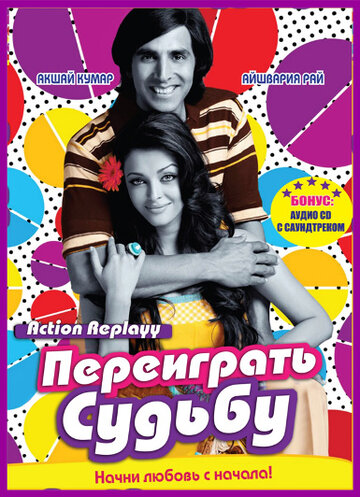 АКШАЙ КУМАР
АЙШВАРИЯ РАЙ
БОНУС:
АУДИО CD
С САУНДТРЕКОМ
Action Replayy
Переиграть
Судьбу
Начни любовь с начала!